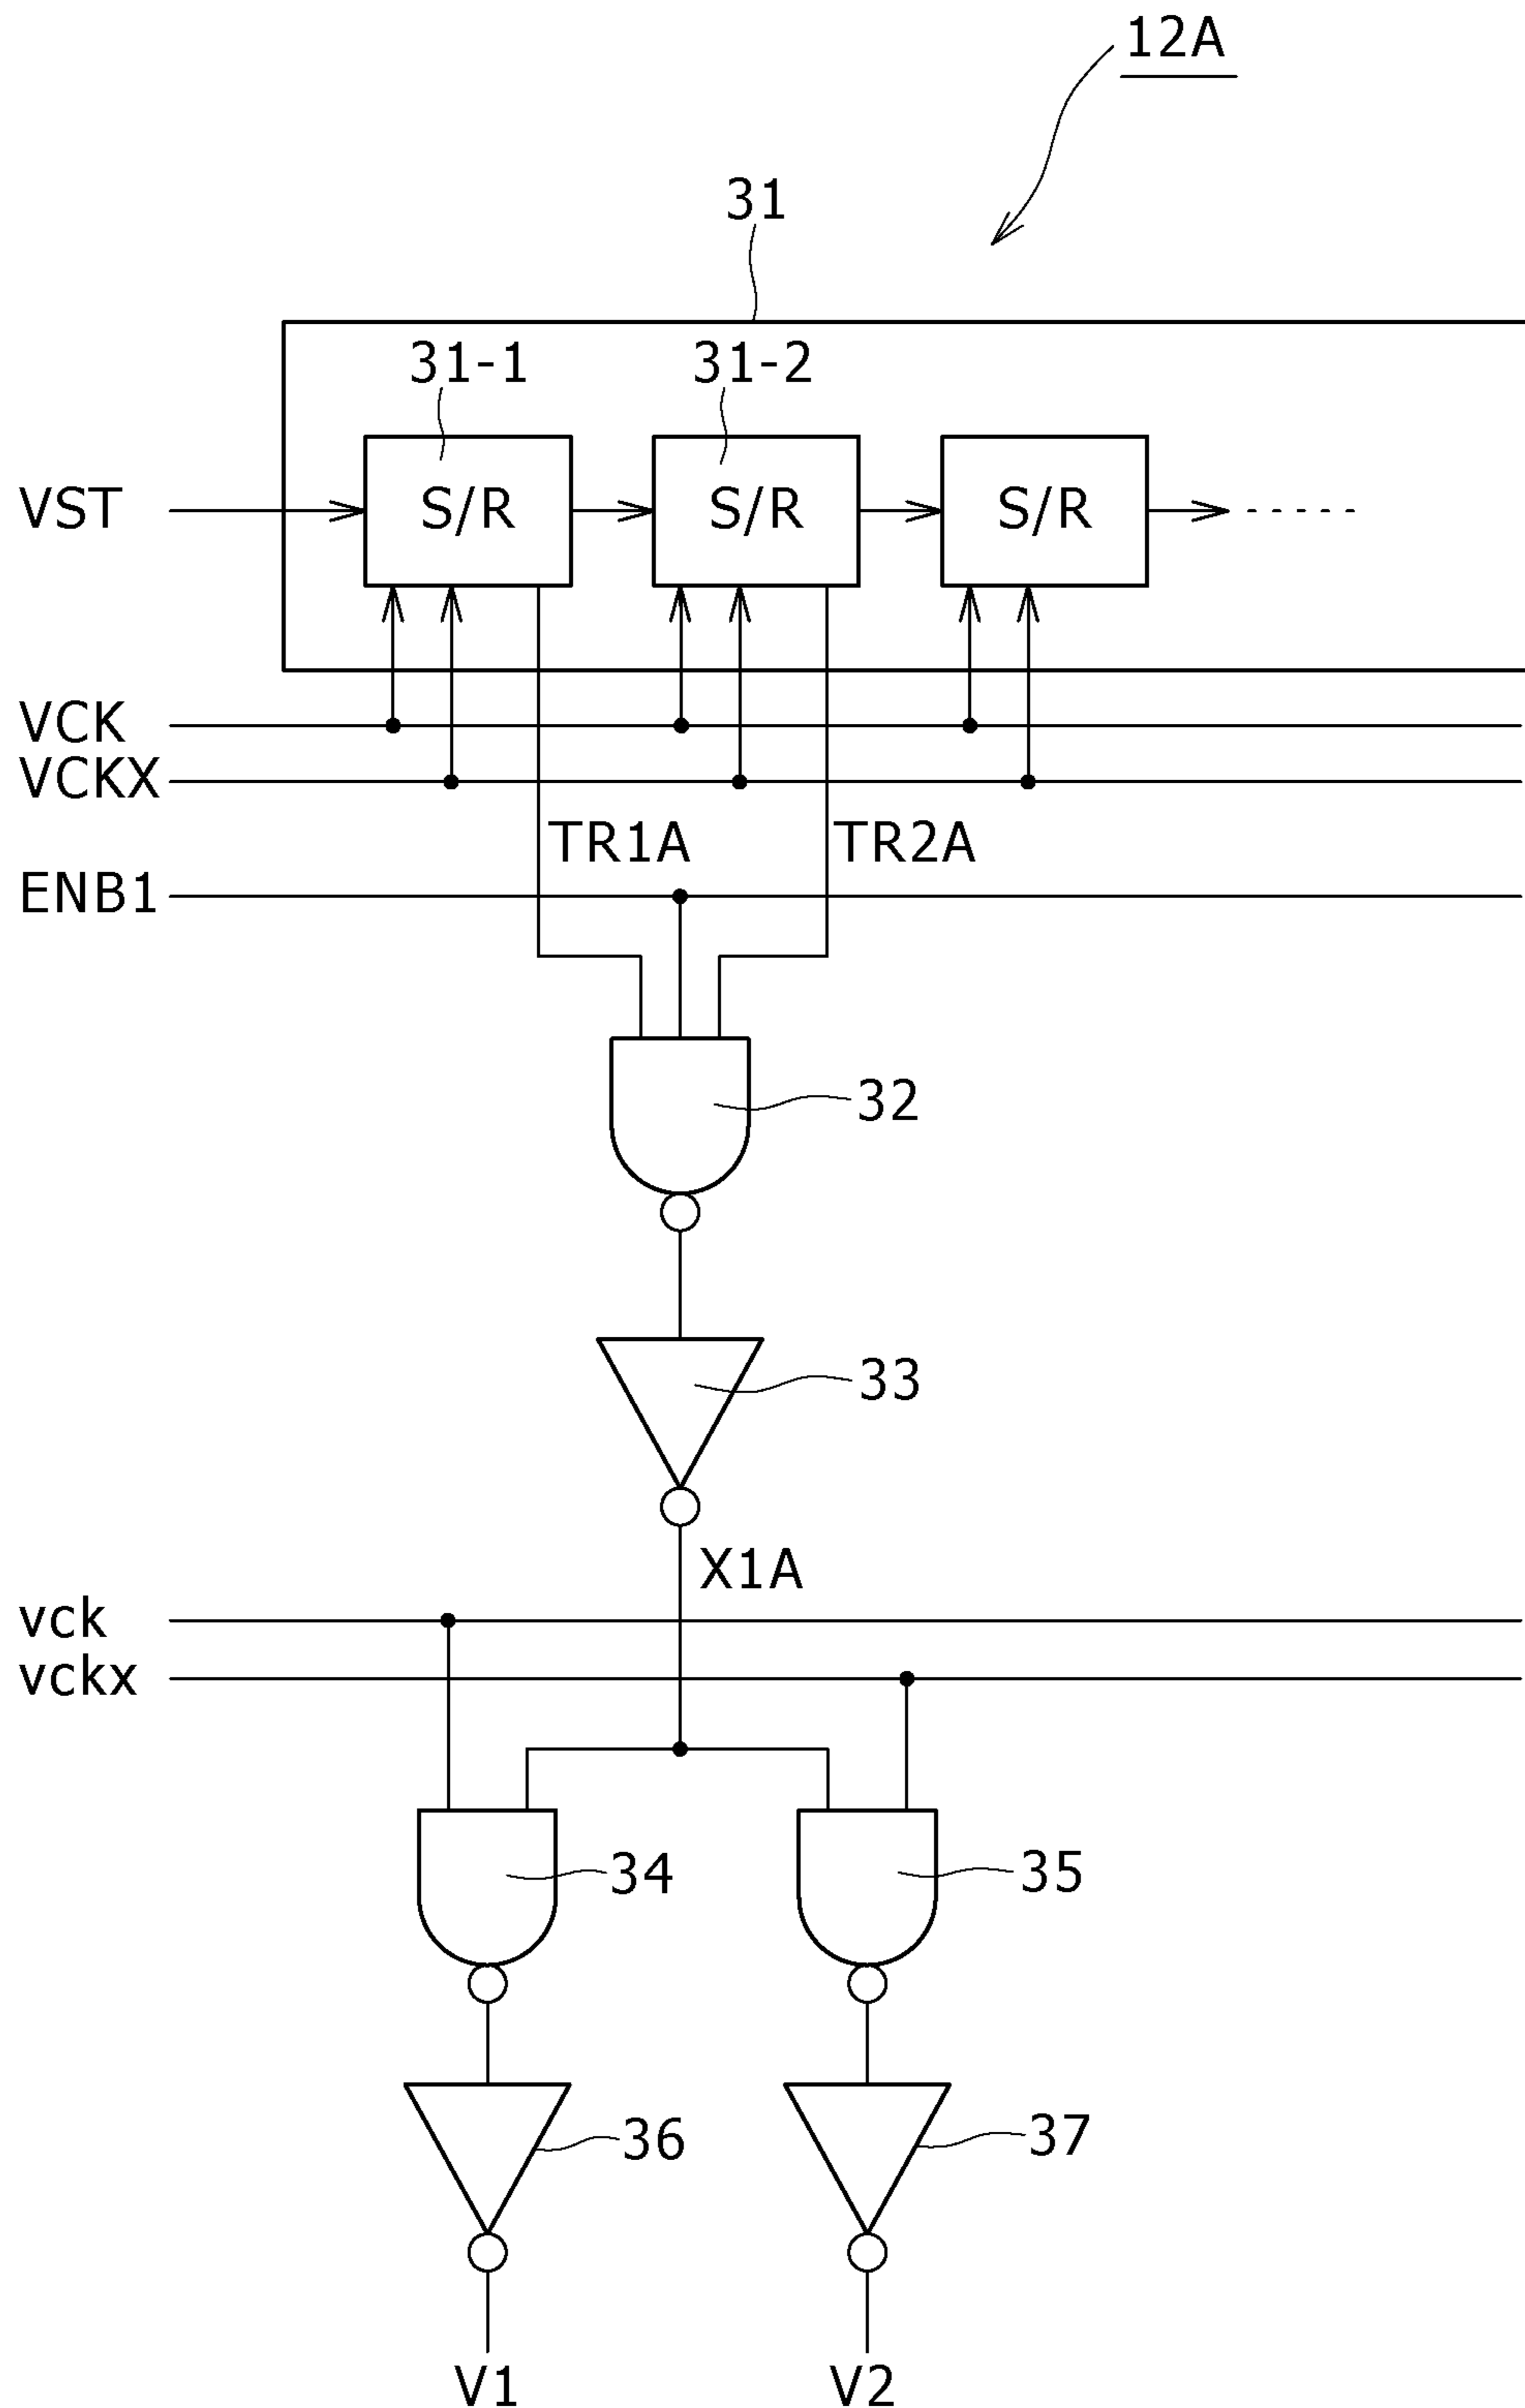 12A
31
31-1
31-2
VST
S/R
S/R
S/R
VCK
VCKX
TR1A
TR2A
ENB1
32
33
X1A
vck
vckx
34
35
36
37
V1
V2